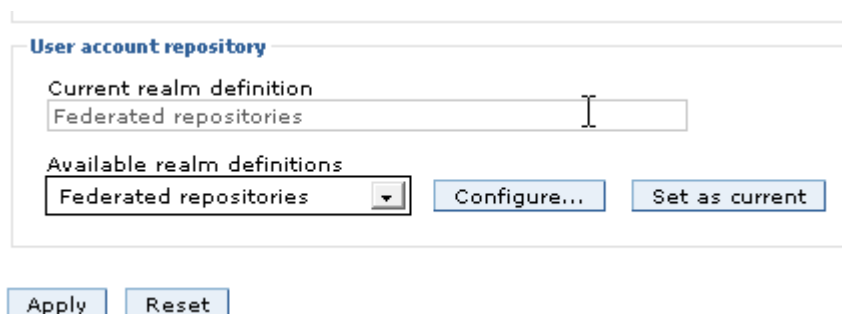 User account repository
Current realm definition
Federated repositories
Available realm definitions
Federated repositories Configure... Set as current
Apply Reset